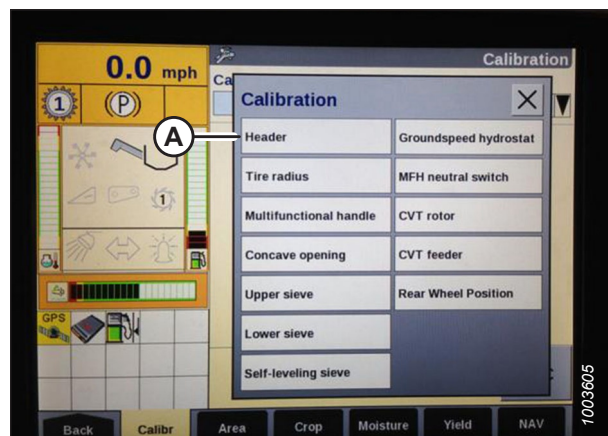 0.0 mph
Calibration
Ca
1
(P)
A
Calibration
X
Header
Groundspeed hydrostat
Tire radius
MFH neutral switch
1
Multifunctional handle
CVT rotor
Concave opening
CVT feeder
Upper sieve
Rear Wheel Position
GPS
Lower sieve
Self-leveling sieve
1003605
Back
Calibr
Area
Crop
Moisture
Yield
NAV